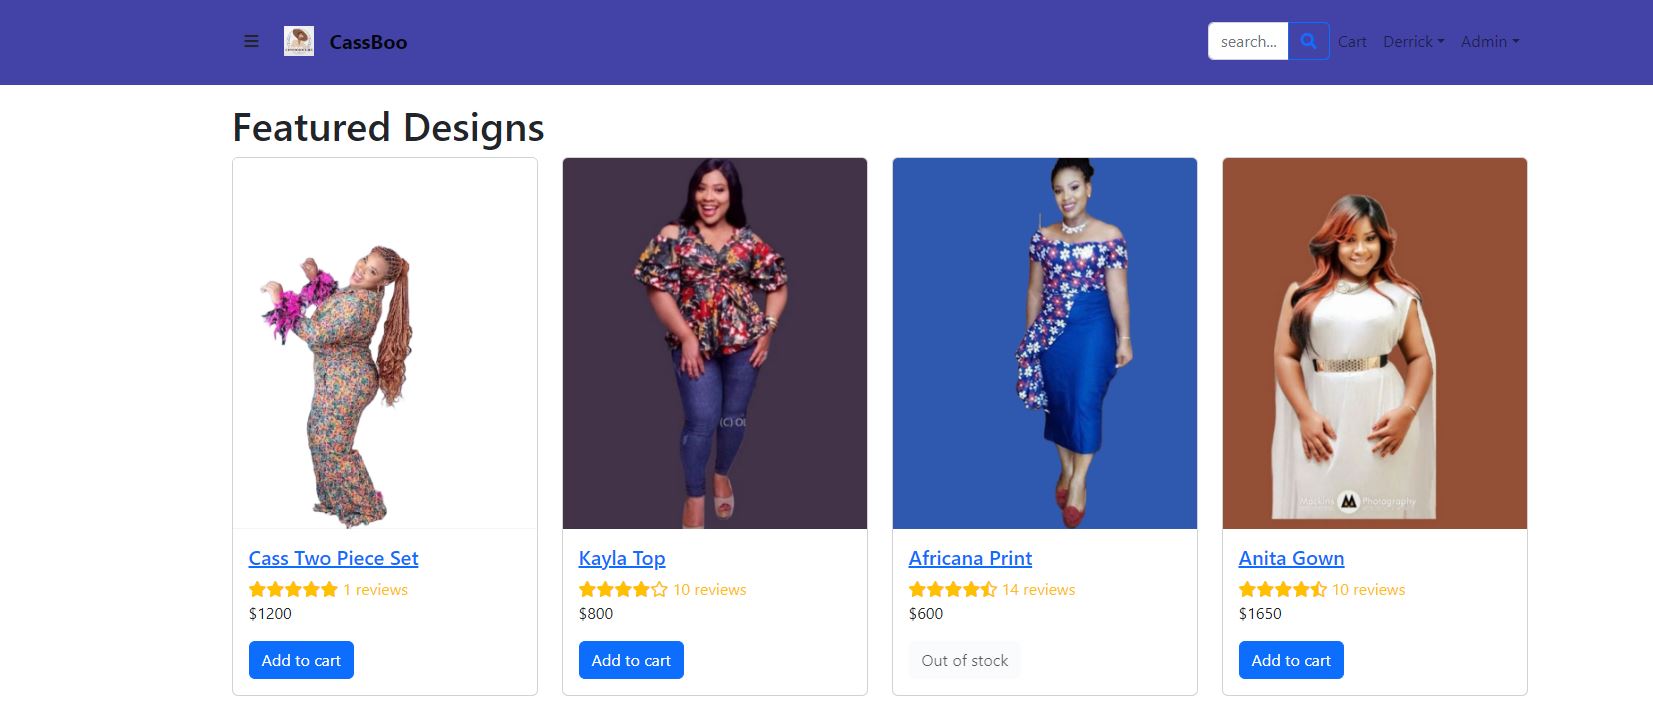 CassBoo
search...
Cart
Derrick
Admin
Featured Designs
Cass Two Piece Set
1 reviews
$1200
Add to cart
Kayla Top
10 reviews
$800
Add to cart
Africana Print
14 reviews
$600
Out of stock
Mackins Photography
Anita Gown
10 reviews
$1650
Add to cart